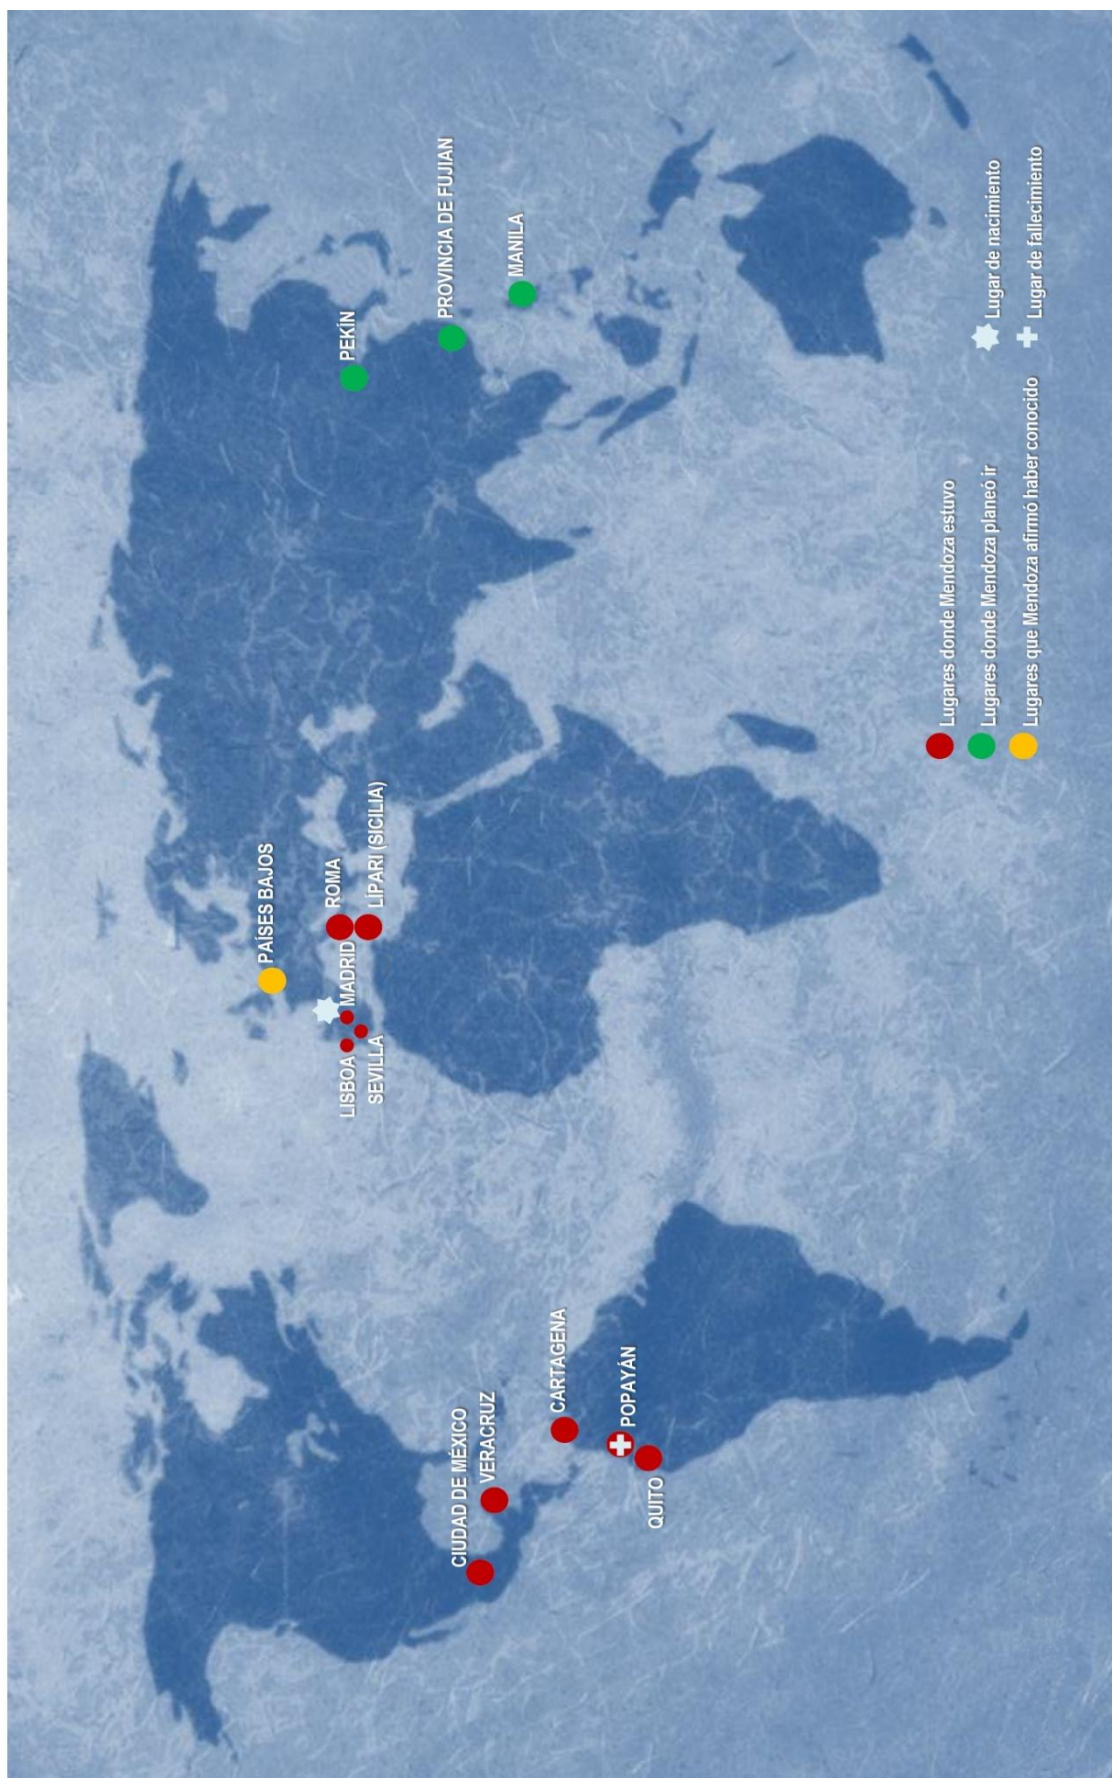 PAÍSES BAJOS
ROMA
MADRID
LÍPARI (SICILIA)
LISBOA
SEVILLA
PEKÍN
PROVINCIA DE FUJIAN
MANILA
CIUDAD DE MÉXICO
VERACRUZ
CARTAGENA
POPAYÁN
QUITO
Lugares donde Mendoza estuvo
Lugares donde Mendoza planeó ir
Lugares que Mendoza afirmó haber conocido
Lugar de nacimiento
Lugar de fallecimiento